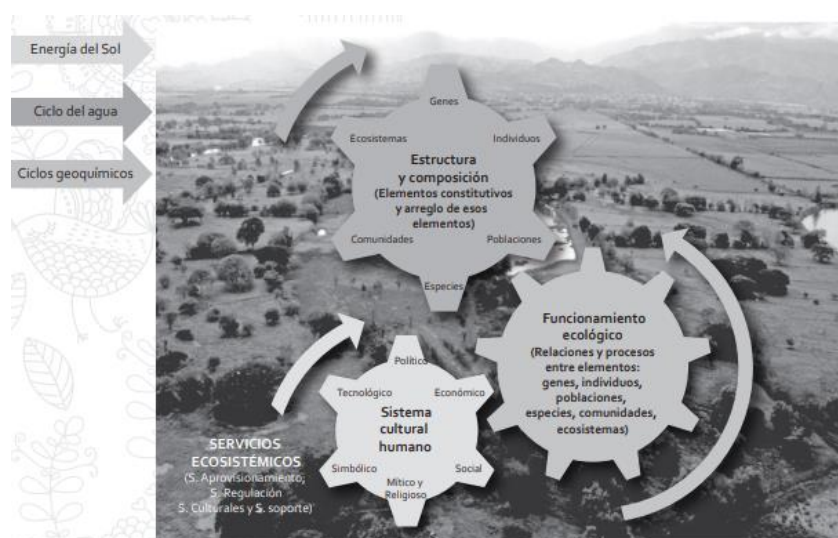 Energía del Sol
Ciclo del agua
Ciclos geoquímicos
Genes
Ecosistemas
Individuos
Estructura
y composición
(Elementos constitutivos
y arreglo de esos
elementos)
Comunidades
Poblaciones
Especies
Funcionamiento
ecológico
(Relaciones y procesos
entre elementos:
genes, individuos,
poblaciones,
especies, comunidades,
ecosistemas)
Político
Tecnológico
Económico
Sistema
cultural
humano
Simbólico
Social
Mítico y
Religioso
SERVICIOS
ECOSISTÉMICOS
(S. Aprovisionamiento,
S. Regulación
S. Culturales y S. soporte)